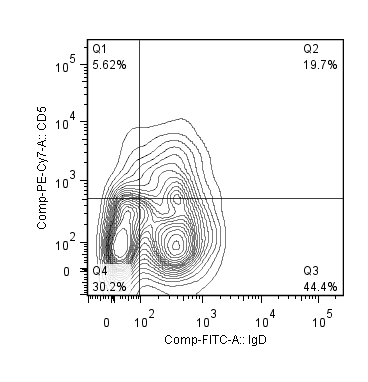 Q1
5.62%
Q2
19.7%
10^5
10^4
10^3
10^2
0
Comp-PE-Cy7-A:: CD5
Q4
30.2%
Q3
44.4%
0
10^2
10^3
10^4
10^5
Comp-FITC-A:: IgD